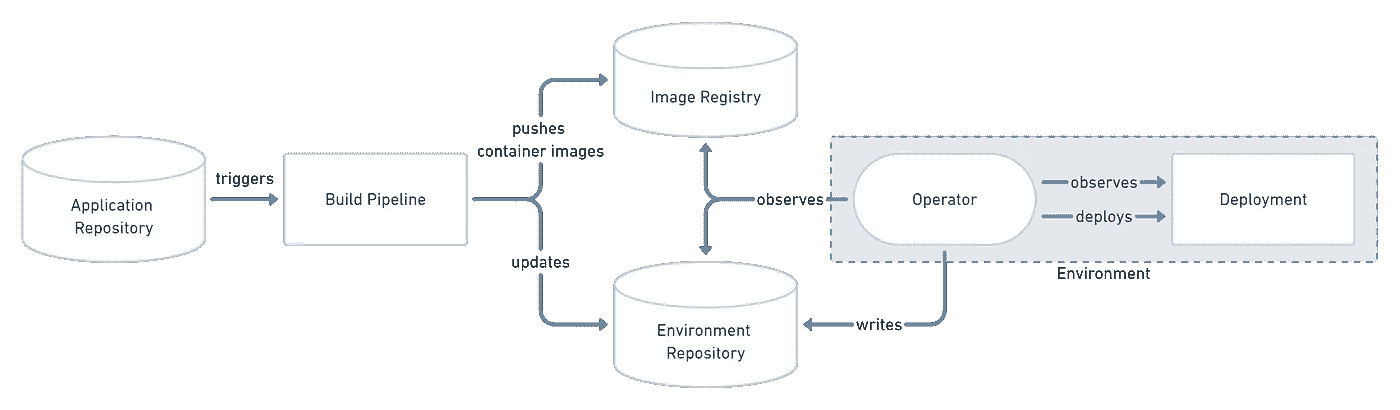 Application
Repository
triggers
Build Pipeline
pushes
container images
updates
Image Registry
Environment
Repository
observes
writes
Operator
observes
deploys
Deployment
Environment